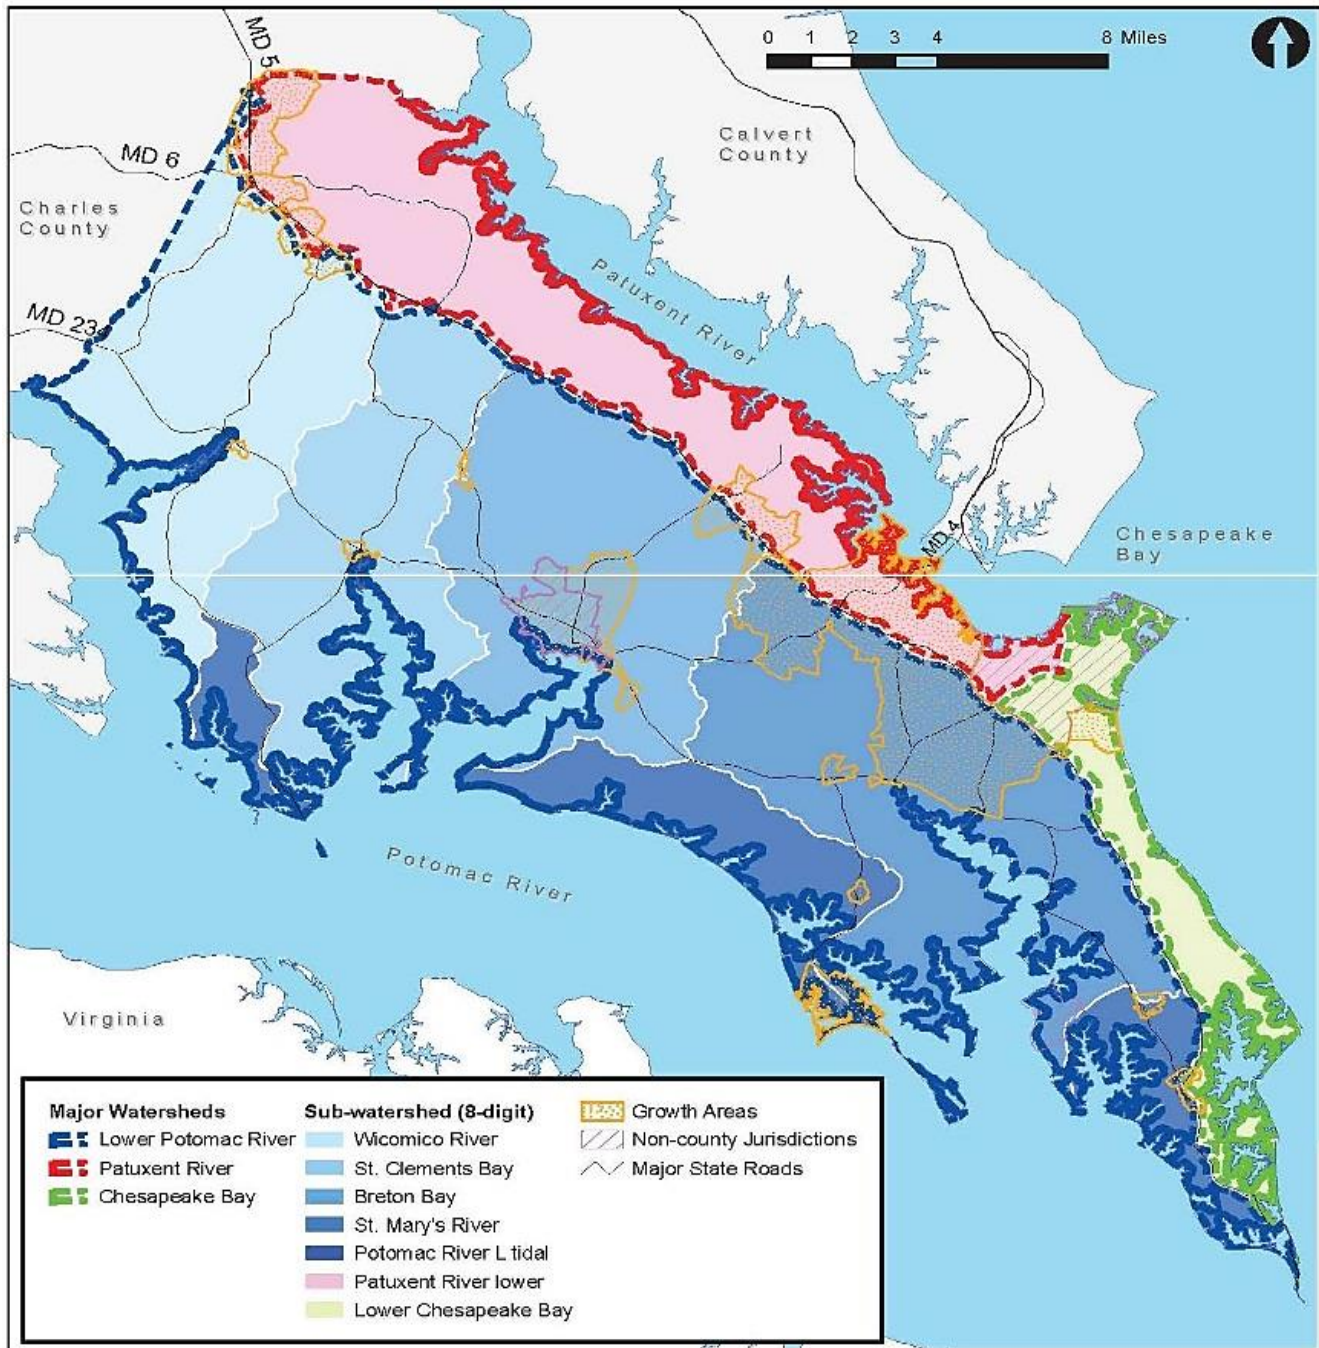 MD 5
0 1 2 3 4 8 Miles
Calvert
County
MD 6
Charles
County
Patuxent River
MD 234
MD 4
Chesapeake
Bay
Potomac River
Virginia
Major Watersheds
Lower Potomac River
Patuxent River
Chesapeake Bay
Sub-watershed (8-digit)
Wicomico River
St. Clements Bay
Breton Bay
St. Mary's River
Potomac River L tidal
Patuxent River lower
Lower Chesapeake Bay
Growth Areas
Non-county Jurisdictions
Major State Roads